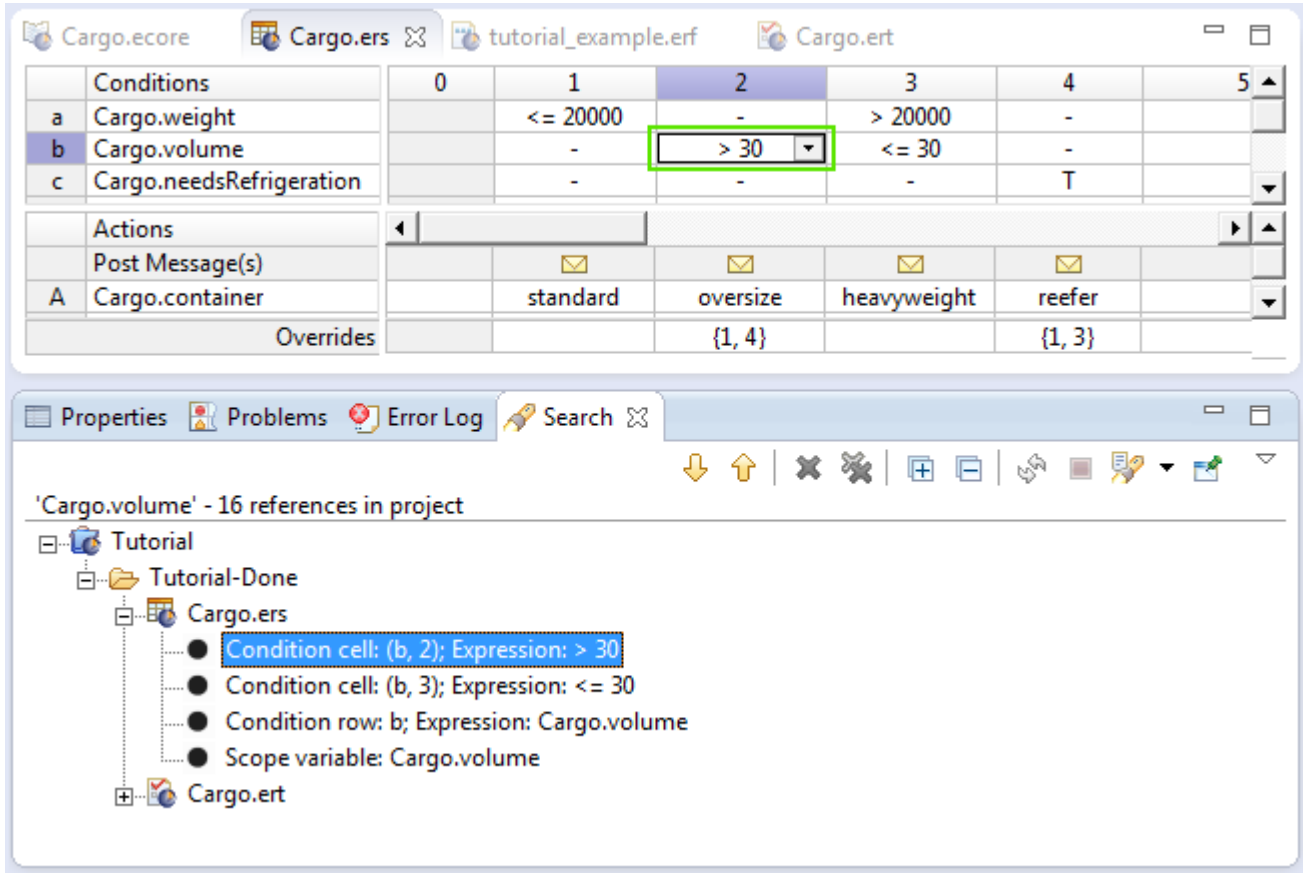 Cargo.ecore Cargo.ers tutorial_example.erf Cargo.ert
Conditions 0 1 2 3 4 5
a Cargo.weight <= 20000 - > 20000 -
b Cargo.volume - > 30 <= 30 -
c Cargo.needsRefrigeration - - - T
Actions
Post Message(s)
A Cargo.container standard oversize heavyweight reefer
Overrides {1, 4} {1, 3}
Properties Problems Error Log Search
'Cargo.volume' - 16 references in project
Tutorial
Tutorial-Done
Cargo.ers
Condition cell: (b, 2); Expression: > 30
Condition cell: (b, 3); Expression: <= 30
Condition row: b; Expression: Cargo.volume
Scope variable: Cargo.volume
Cargo.ert